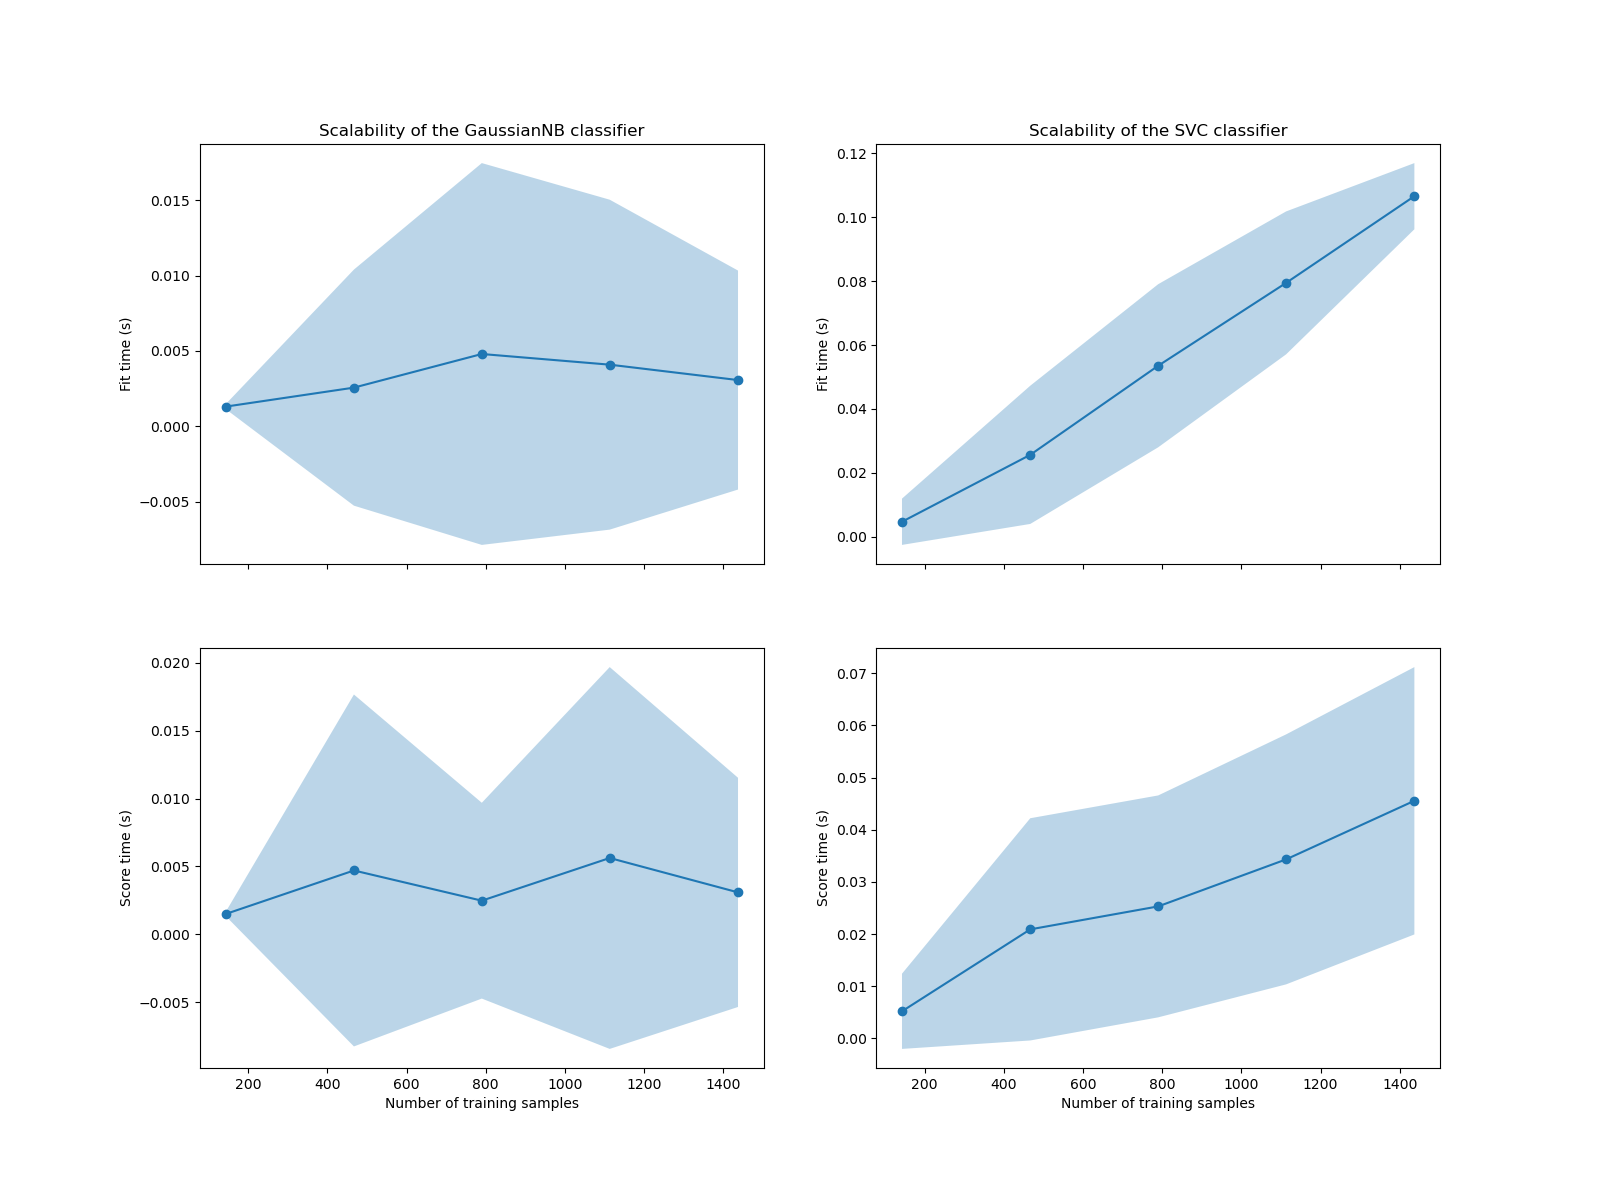 Scalability of the GaussianNB classifier
Fit time (s)
0.015
0.010
0.005
0.000
−0.005
Scalability of the SVC classifier
Fit time (s)
0.12
0.10
0.08
0.06
0.04
0.02
0.00
Score time (s)
0.020
0.015
0.010
0.005
0.000
−0.005
200 400 600 800 1000 1200 1400
Number of training samples
Score time (s)
0.07
0.06
0.05
0.04
0.03
0.02
0.01
0.00
200 400 600 800 1000 1200 1400
Number of training samples